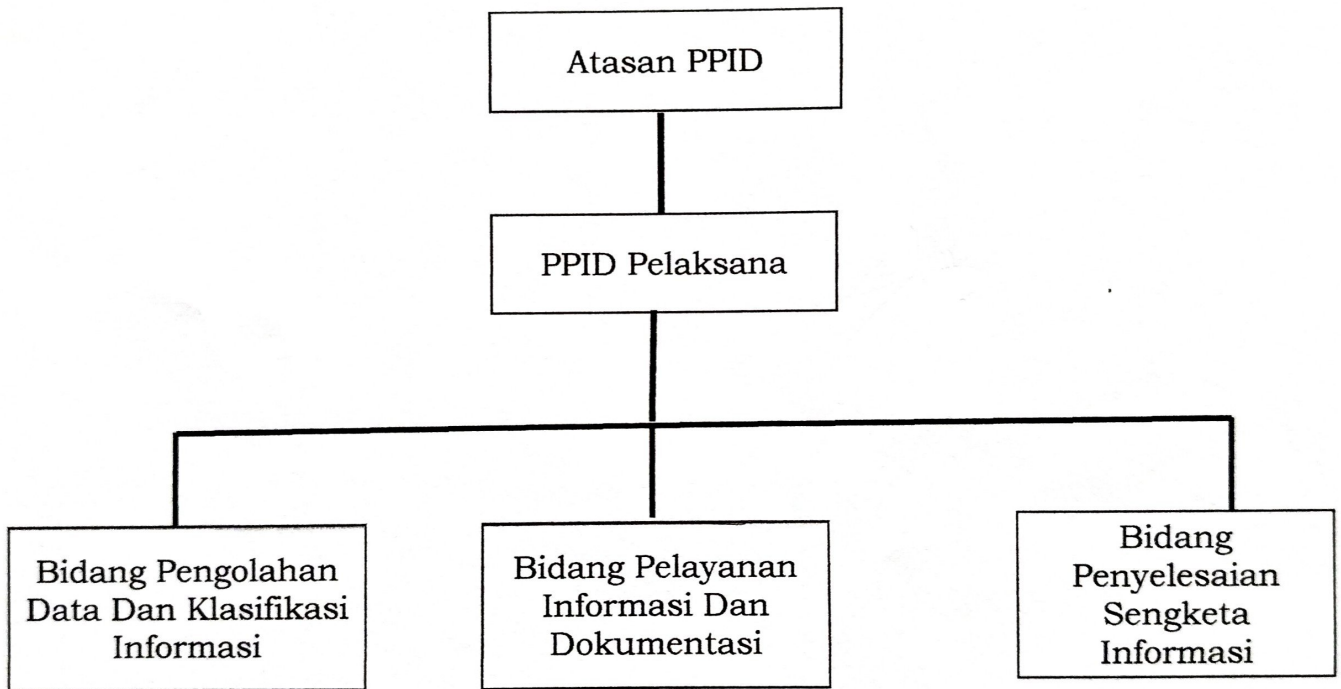 Atasan PPID
PPID Pelaksana
Bidang Pengolahan
Data Dan Klasifikasi
Informasi
Bidang Pelayanan
Informasi Dan
Dokumentasi
Bidang
Penyelesaian
Sengketa
Informasi